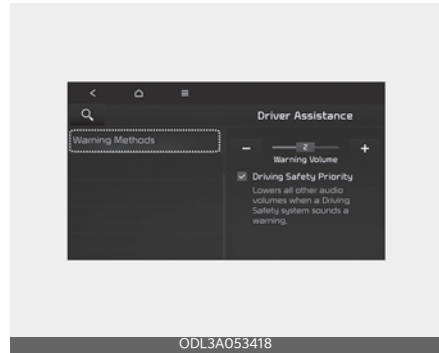 Driver Assistance
Warning Methods
2
Warning Volume
Driving Safety Priority
Lowers all other audio
volumes when a Driving
Safety system sounds a
warning.
ODL3A053418